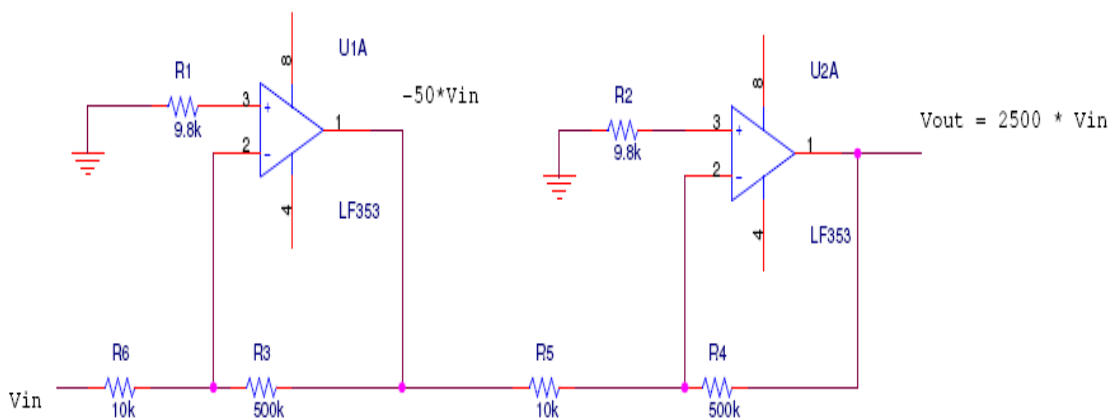 U1A
8
R1
3
+
9.8k
2
-
1
4
LF353
-50*Vin
U2A
8
R2
3
+
9.8k
2
-
1
4
LF353
Vout = 2500 * Vin
Vin
R6
10k
R3
500k
R5
10k
R4
500k